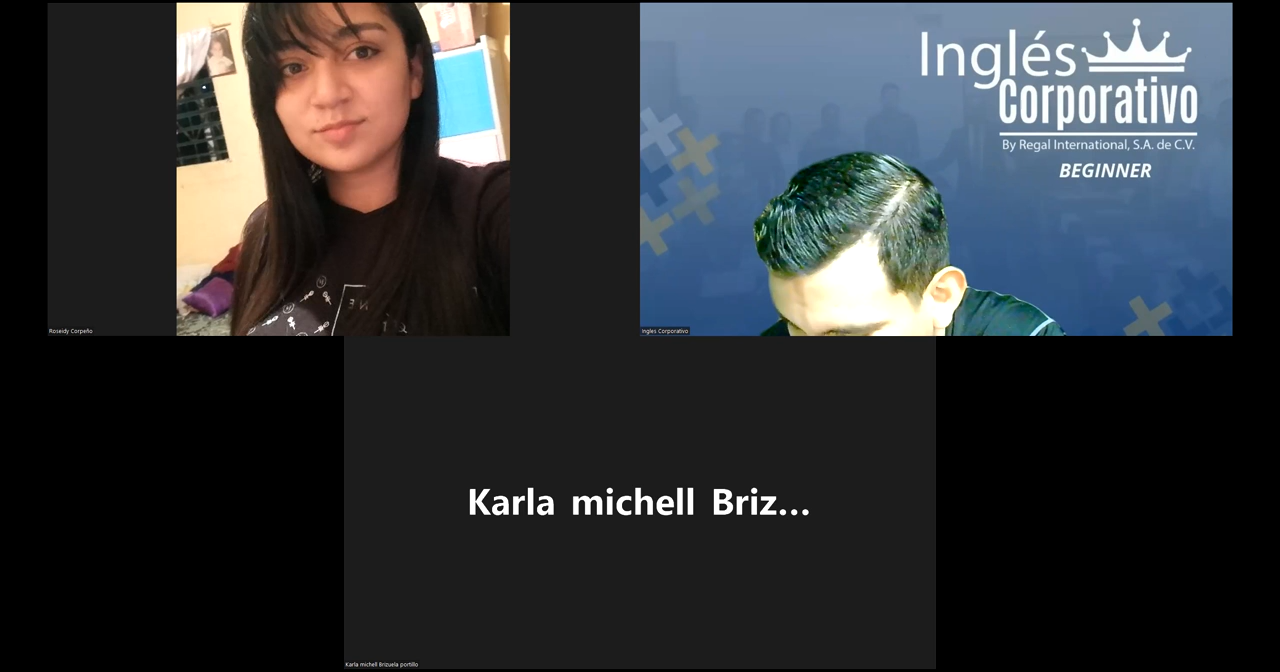 Inglés
Corporativo
By Regal International, S.A. de C.V.
BEGINNER
Roseidy Corpeño
Ingles Corporativo
Karla michell Briz...
Karla michell Brizuela portillo